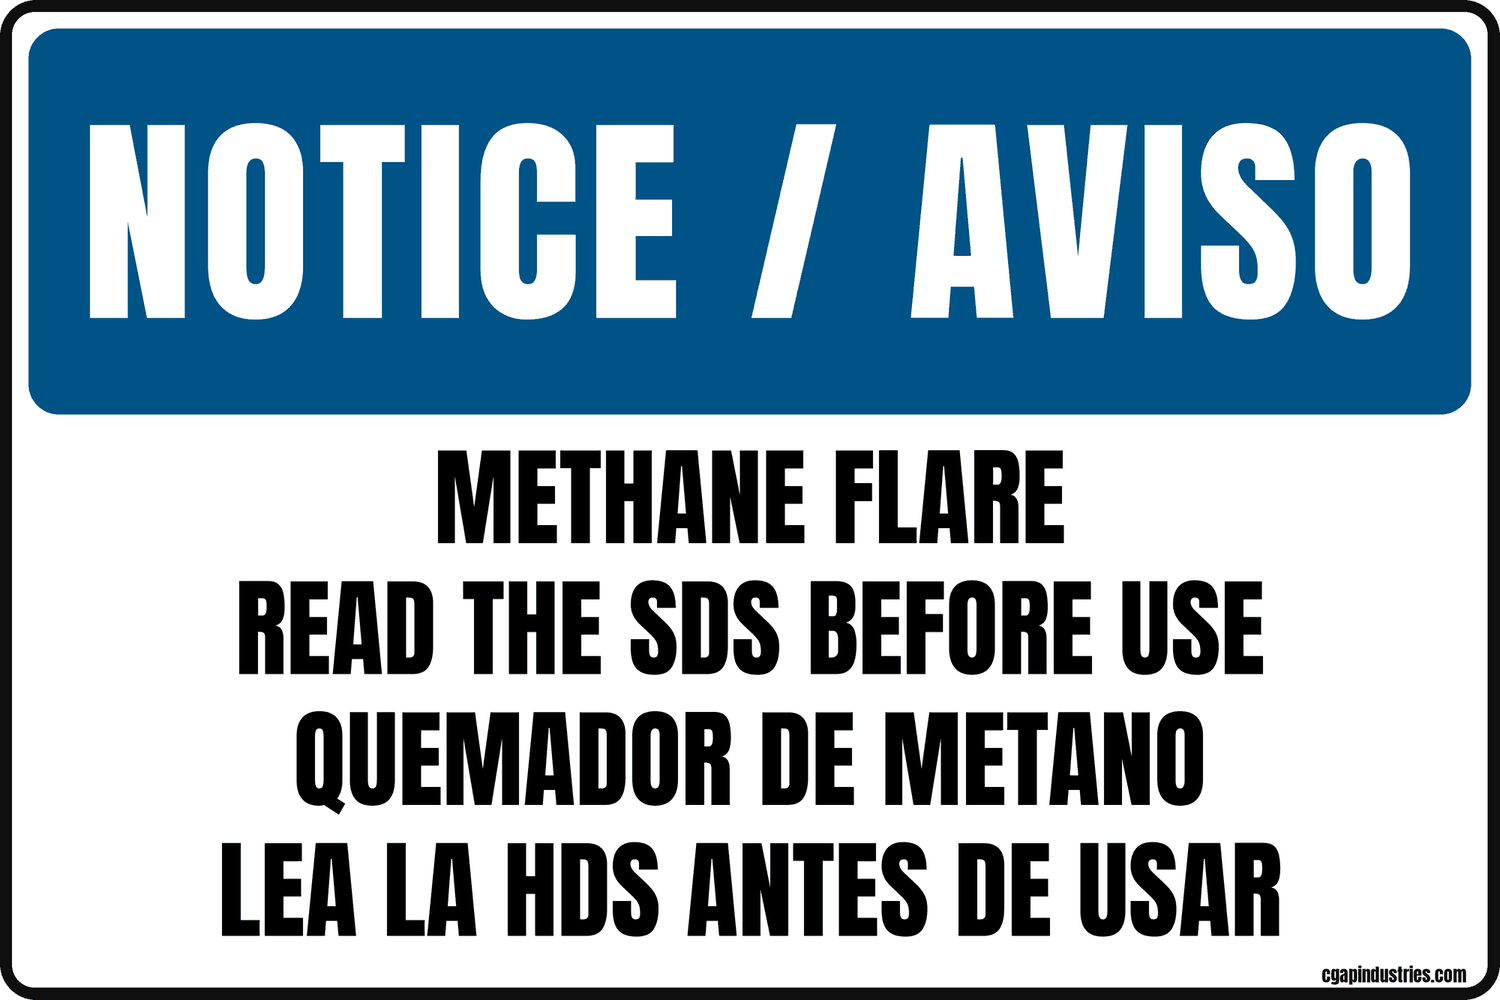 NOTICE / AVISO
METHANE FLARE
READ THE SDS BEFORE USE
QUEMADOR DE METANO
LEA LA HDS ANTES DE USAR
cgapindustries.com